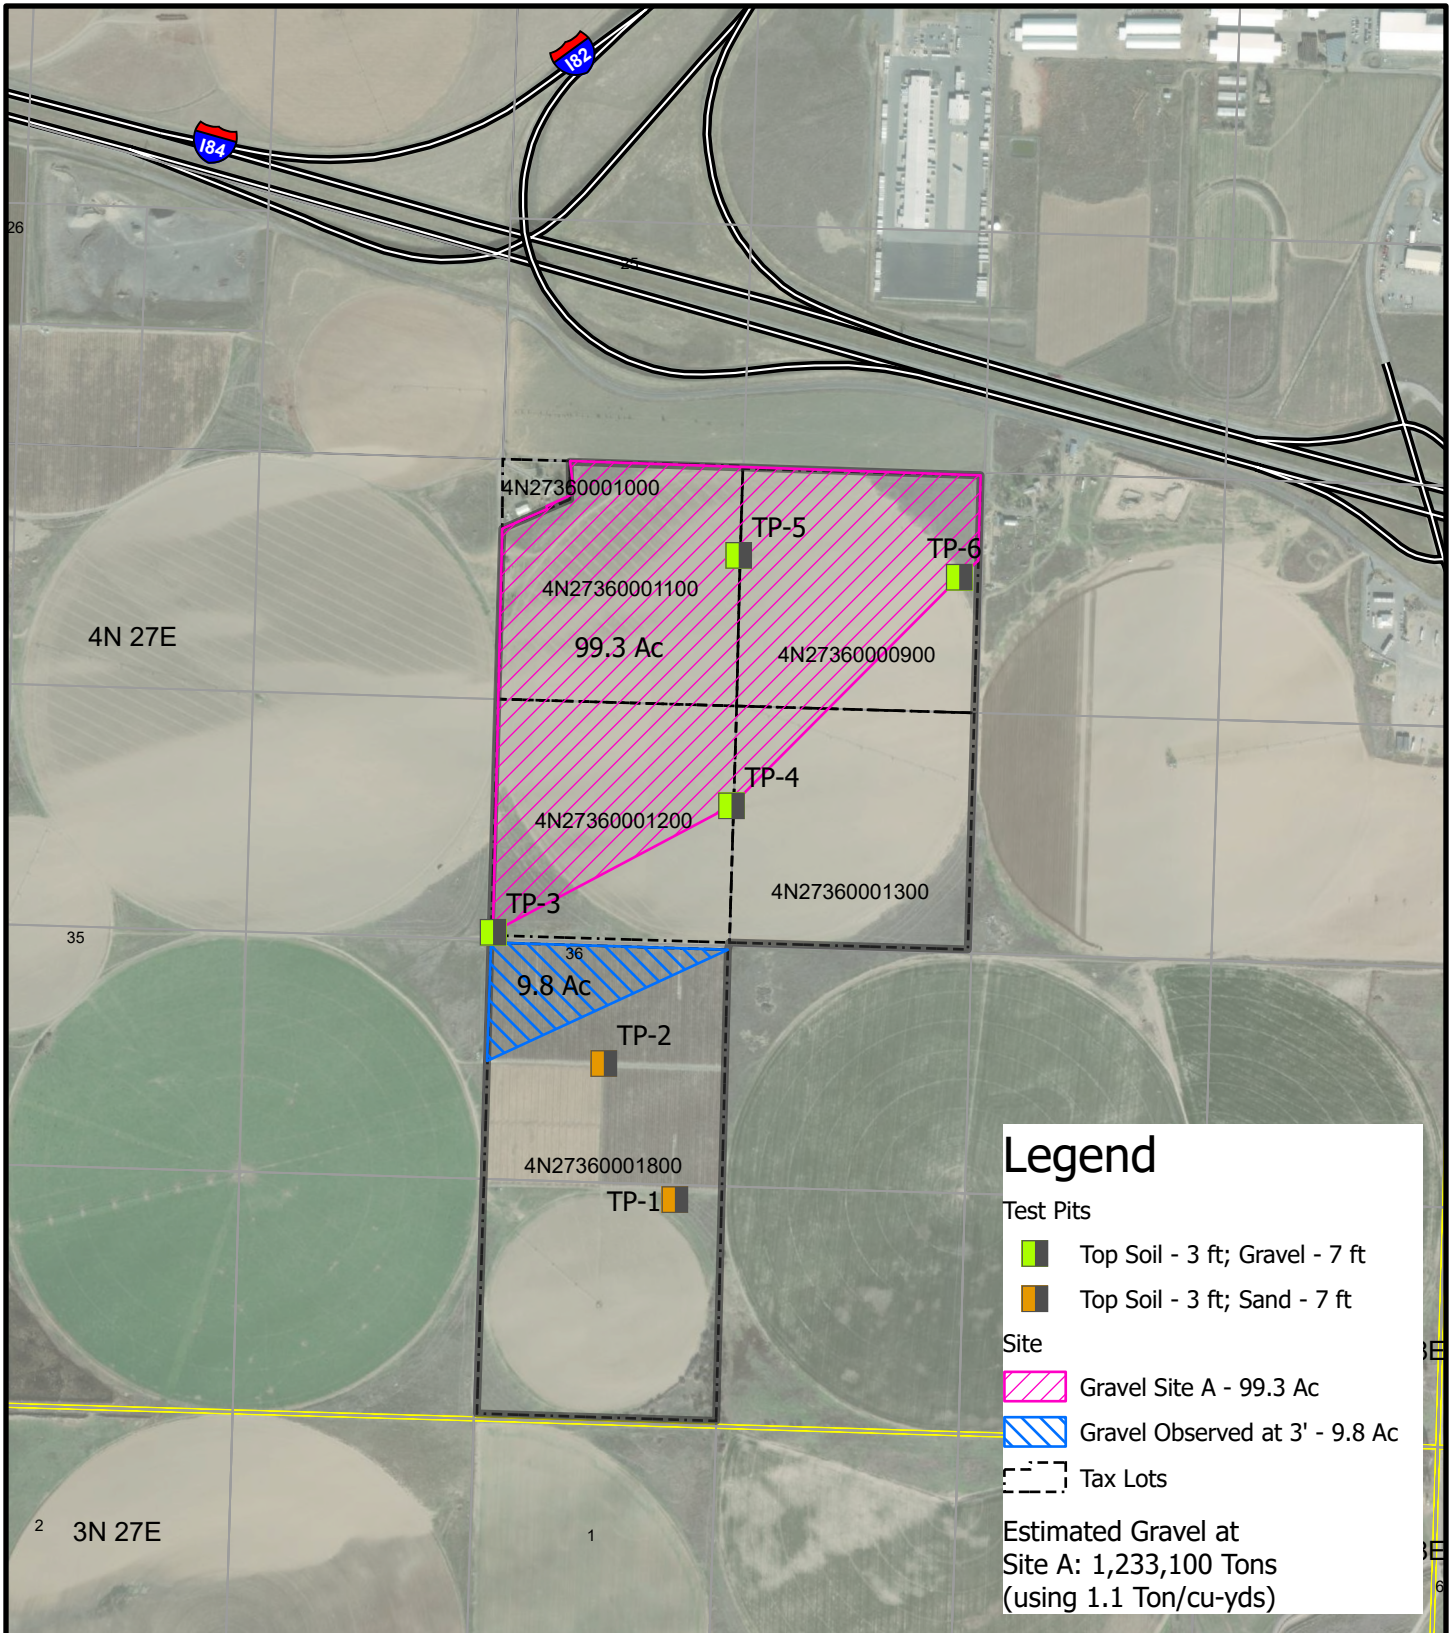 I82
I84
26
25
4N27360001000
TP-5
TP-6
4N27360001100
4N 27E
99.3 Ac
4N27360000900
TP-4
4N27360001200
4N27360001300
TP-3
35
36
9.8 Ac
TP-2
4N27360001800
TP-1
Legend
Test Pits
Top Soil - 3 ft; Gravel - 7 ft
Top Soil - 3 ft; Sand - 7 ft
Site
Gravel Site A - 99.3 Ac
Gravel Observed at 3' - 9.8 Ac
Tax Lots
Estimated Gravel at
Site A: 1,233,100 Tons
(using 1.1 Ton/cu-yds)
2
3N 27E
1
6